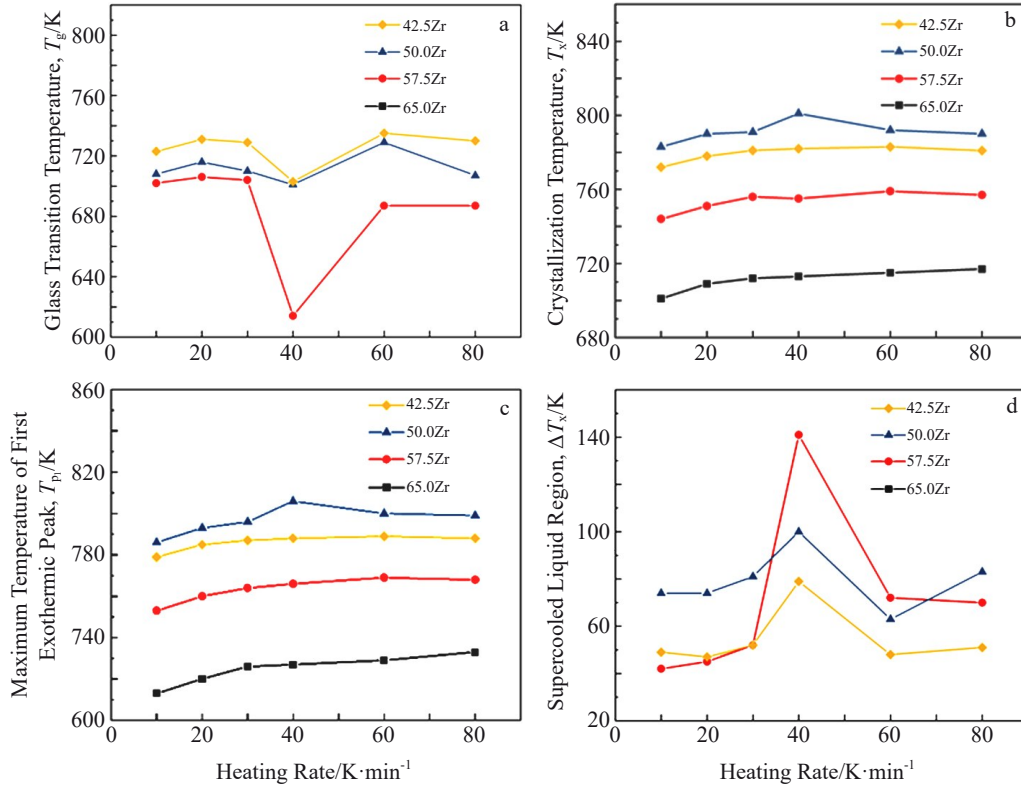 a
Glass Transition Temperature, Tg/K
800
760
720
680
640
600
42.5Zr
50.0Zr
57.5Zr
65.0Zr
0 20 40 60 80
b
Crystallization Temperature, Tx/K
840
800
760
720
680
42.5Zr
50.0Zr
57.5Zr
65.0Zr
0 20 40 60 80
c
Maximum Temperature of First
Exothermic Peak, Tp1/K
860
820
780
740
600
42.5Zr
50.0Zr
57.5Zr
65.0Zr
0 20 40 60 80
Heating Rate/K·min-1
d
Supercooled Liquid Region, ΔTx/K
140
100
60
20
42.5Zr
50.0Zr
57.5Zr
65.0Zr
0 20 40 60 80
Heating Rate/K·min-1